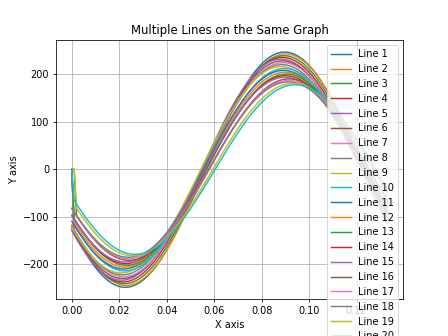 Multiple Lines on the Same Graph
Y axis
200
100
0
−100
−200
0.00
0.02
0.04
0.06
0.08
0.10
X axis
Line 1
Line 2
Line 3
Line 4
Line 5
Line 6
Line 7
Line 8
Line 9
Line 10
Line 11
Line 12
Line 13
Line 14
Line 15
Line 16
Line 17
Line 18
Line 19
Line 20